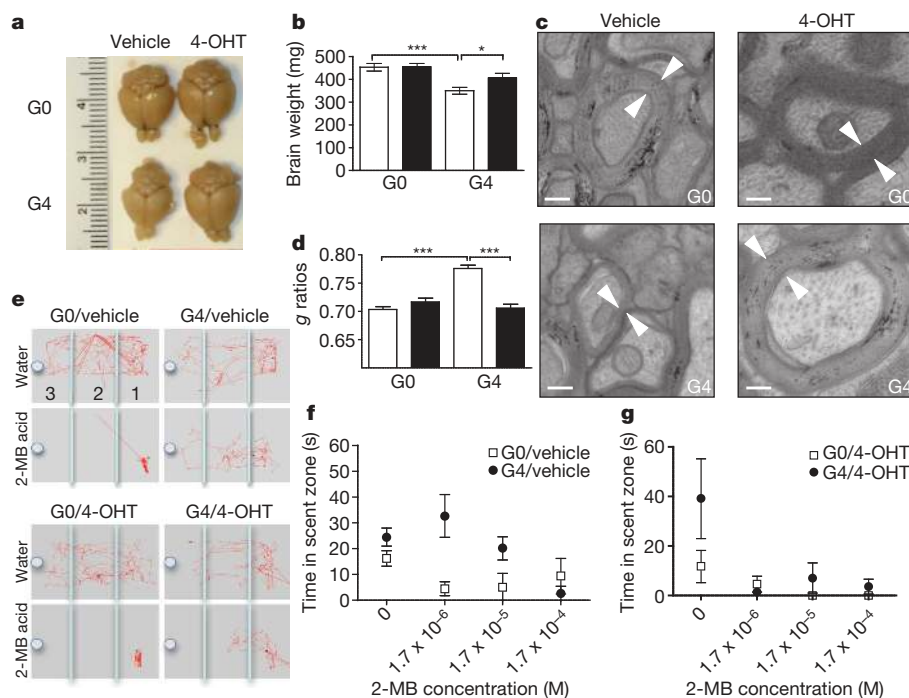 a
Vehicle 4-OHT
G0
G4
4
3
2
b
Brain weight (mg)
500
400
300
200
100
0
*** *
G0 G4
c
Vehicle 4-OHT
G0 G0
G4 G4
d
g ratios
0.80
0.75
0.70
0.65
*** ***
G0 G4
e
G0/vehicle G4/vehicle
Water
3 2 1
2-MB acid
G0/4-OHT G4/4-OHT
Water
2-MB acid
f
Time in scent zone (s)
60
50
40
30
20
10
0
G0/vehicle
G4/vehicle
0 1.7 x 10–6 1.7 x 10–5 1.7 x 10–4
2-MB concentration (M)
g
Time in scent zone (s)
60
40
20
0
G0/4-OHT
G4/4-OHT
0 1.7 x 10–6 1.7 x 10–5 1.7 x 10–4
2-MB concentration (M)